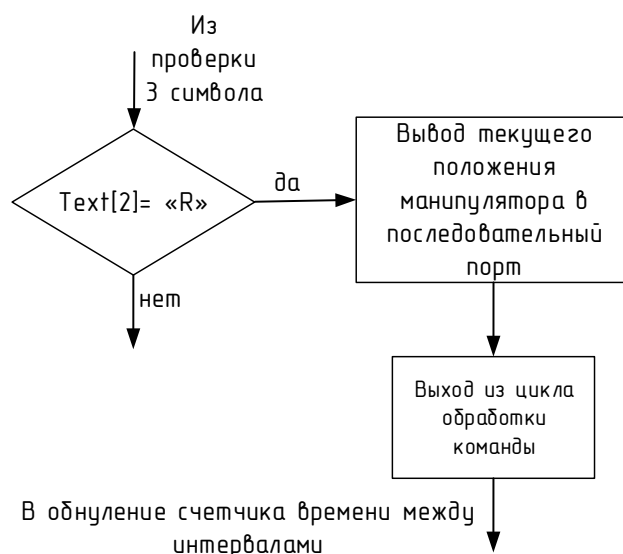 Из
проверки
3 символа
Text[2]= «R»
да
нет
Вывод текущего
положения
манипулятора в
последовательный
порт
Выход из цикла
обработки
команды
В обнуление счетчика времени между
интервалами